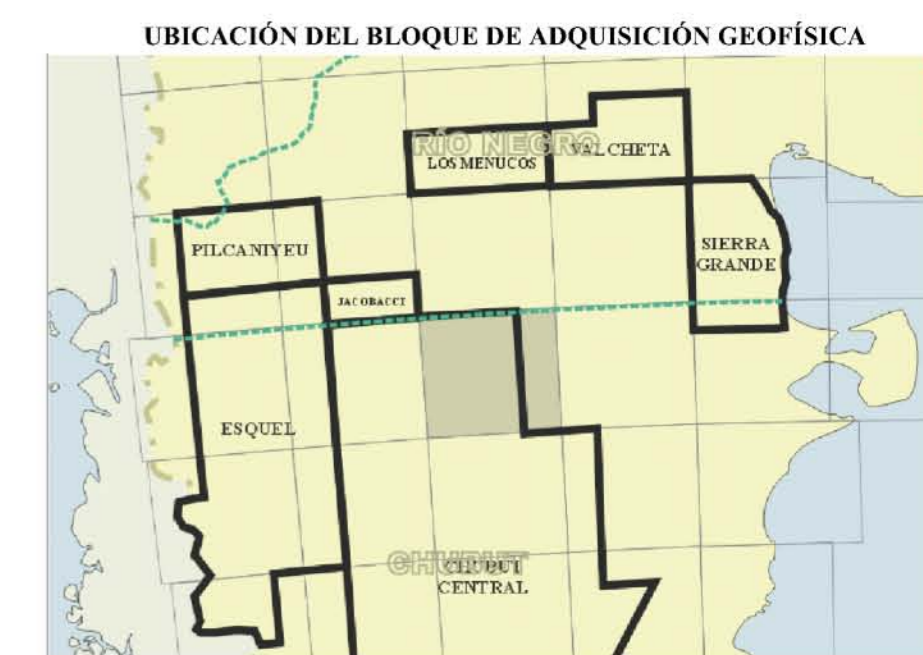 UBICACIÓN DEL BLOQUE DE ADQUISICIÓN GEOFÍSICA
RÍO NEGRO
LOS MENUCOS
VALCHETA
PILCANIYEU
SIERRA
GRANDE
JACOBACCI
ESQUEL
CHUBUT
CHUBUT
CENTRAL